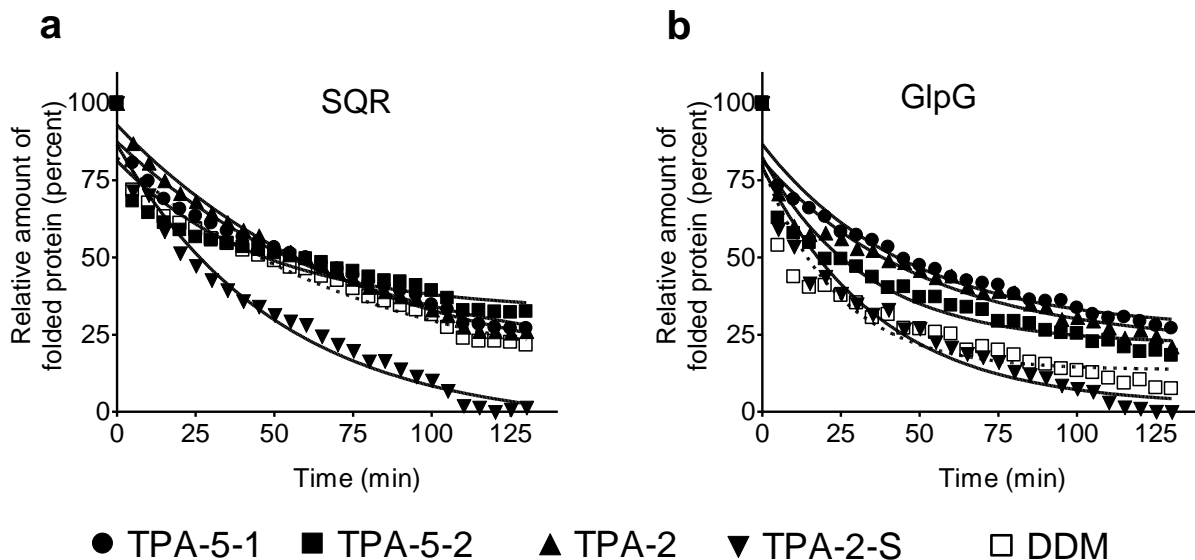 a
SQR
Relative amount of
folded protein (percent)
100
75
50
25
0
0 25 50 75 100 125
Time (min)
b
GlpG
Relative amount of
folded protein (percent)
100
75
50
25
0
0 25 50 75 100 125
Time (min)
TPA-5-1 TPA-5-2 TPA-2 TPA-2-S DDM